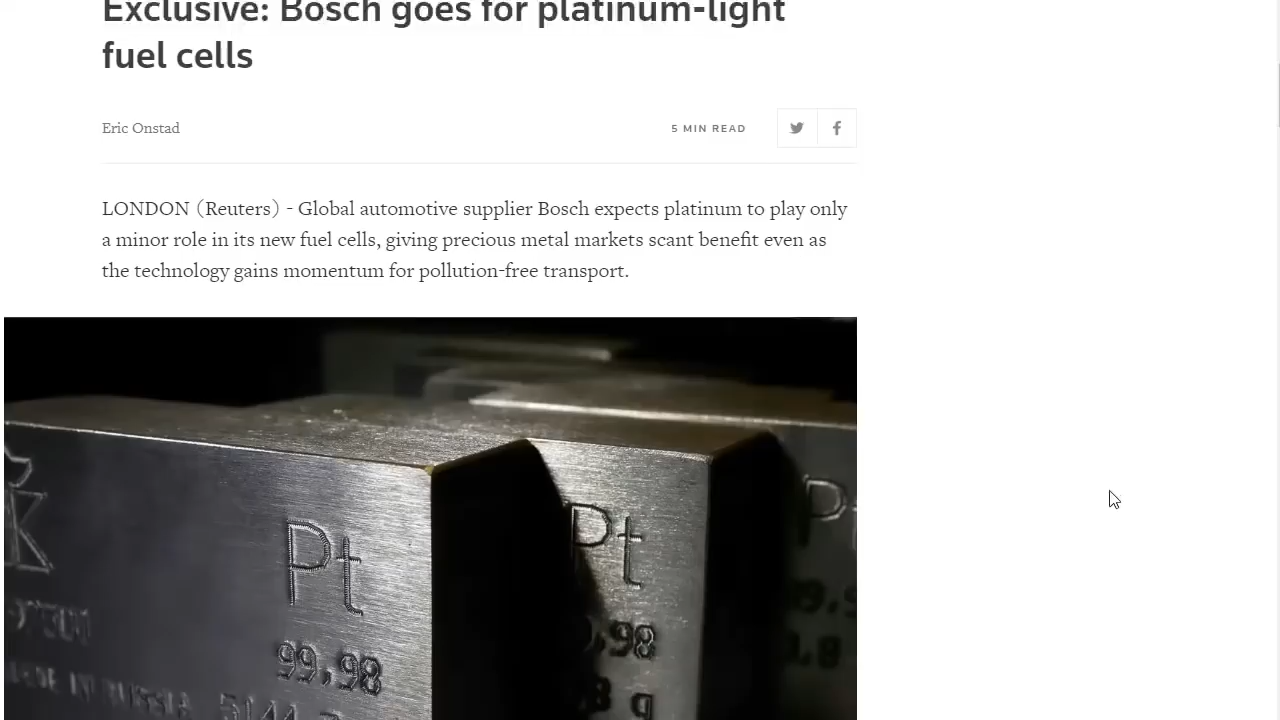 Exclusive: Bosch goes for platinum-light
fuel cells
Eric Onstad
5 MIN READ
LONDON (Reuters) - Global automotive supplier Bosch expects platinum to play only
a minor role in its new fuel cells, giving precious metal markets scant benefit even as
the technology gains momentum for pollution-free transport.
Pt
Pt
Pt
99.98
.98
g